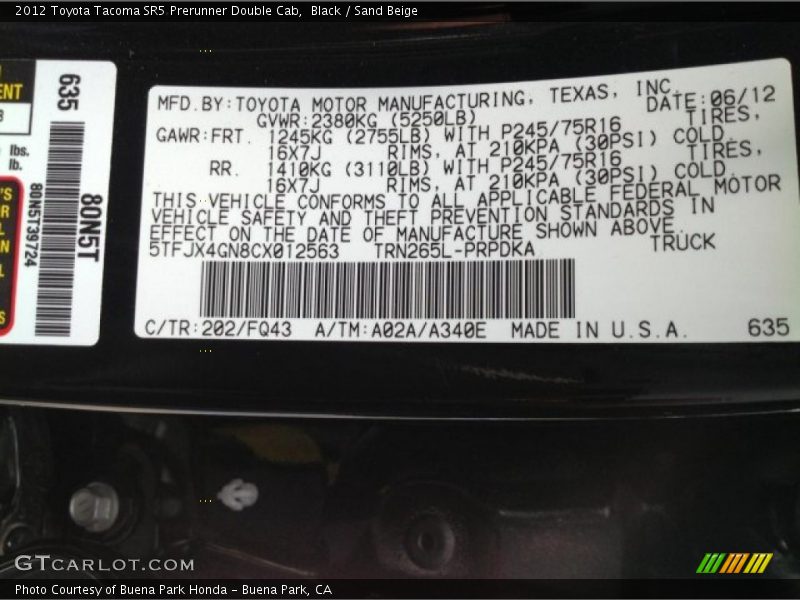 2012 Toyota Tacoma SR5 Prerunner Double Cab,  Black / Sand Beige
635
80N5T
80N5T39724
lbs.
lb.
MFD.BY:TOYOTA MOTOR MANUFACTURING, TEXAS, INC.
GVWR:2380KG (5250LB) DATE:06/12
GAWR:FRT. 1245KG (2755LB) WITH P245/75R16 TIRES,
16X7J RIMS, AT 210KPA (30PSI) COLD.
RR. 1410KG (3110LB) WITH P245/75R16 TIRES,
16X7J RIMS, AT 210KPA (30PSI) COLD.
THIS VEHICLE CONFORMS TO ALL APPLICABLE FEDERAL MOTOR
VEHICLE SAFETY AND THEFT PREVENTION STANDARDS IN
EFFECT ON THE DATE OF MANUFACTURE SHOWN ABOVE.
5TFJX4GN8CX012563 TRN265L-PRPDKA TRUCK
C/TR:202/FQ43 A/TM:A02A/A340E MADE IN U.S.A. 635
GTCARLOT.COM
Photo Courtesy of Buena Park Honda - Buena Park, CA